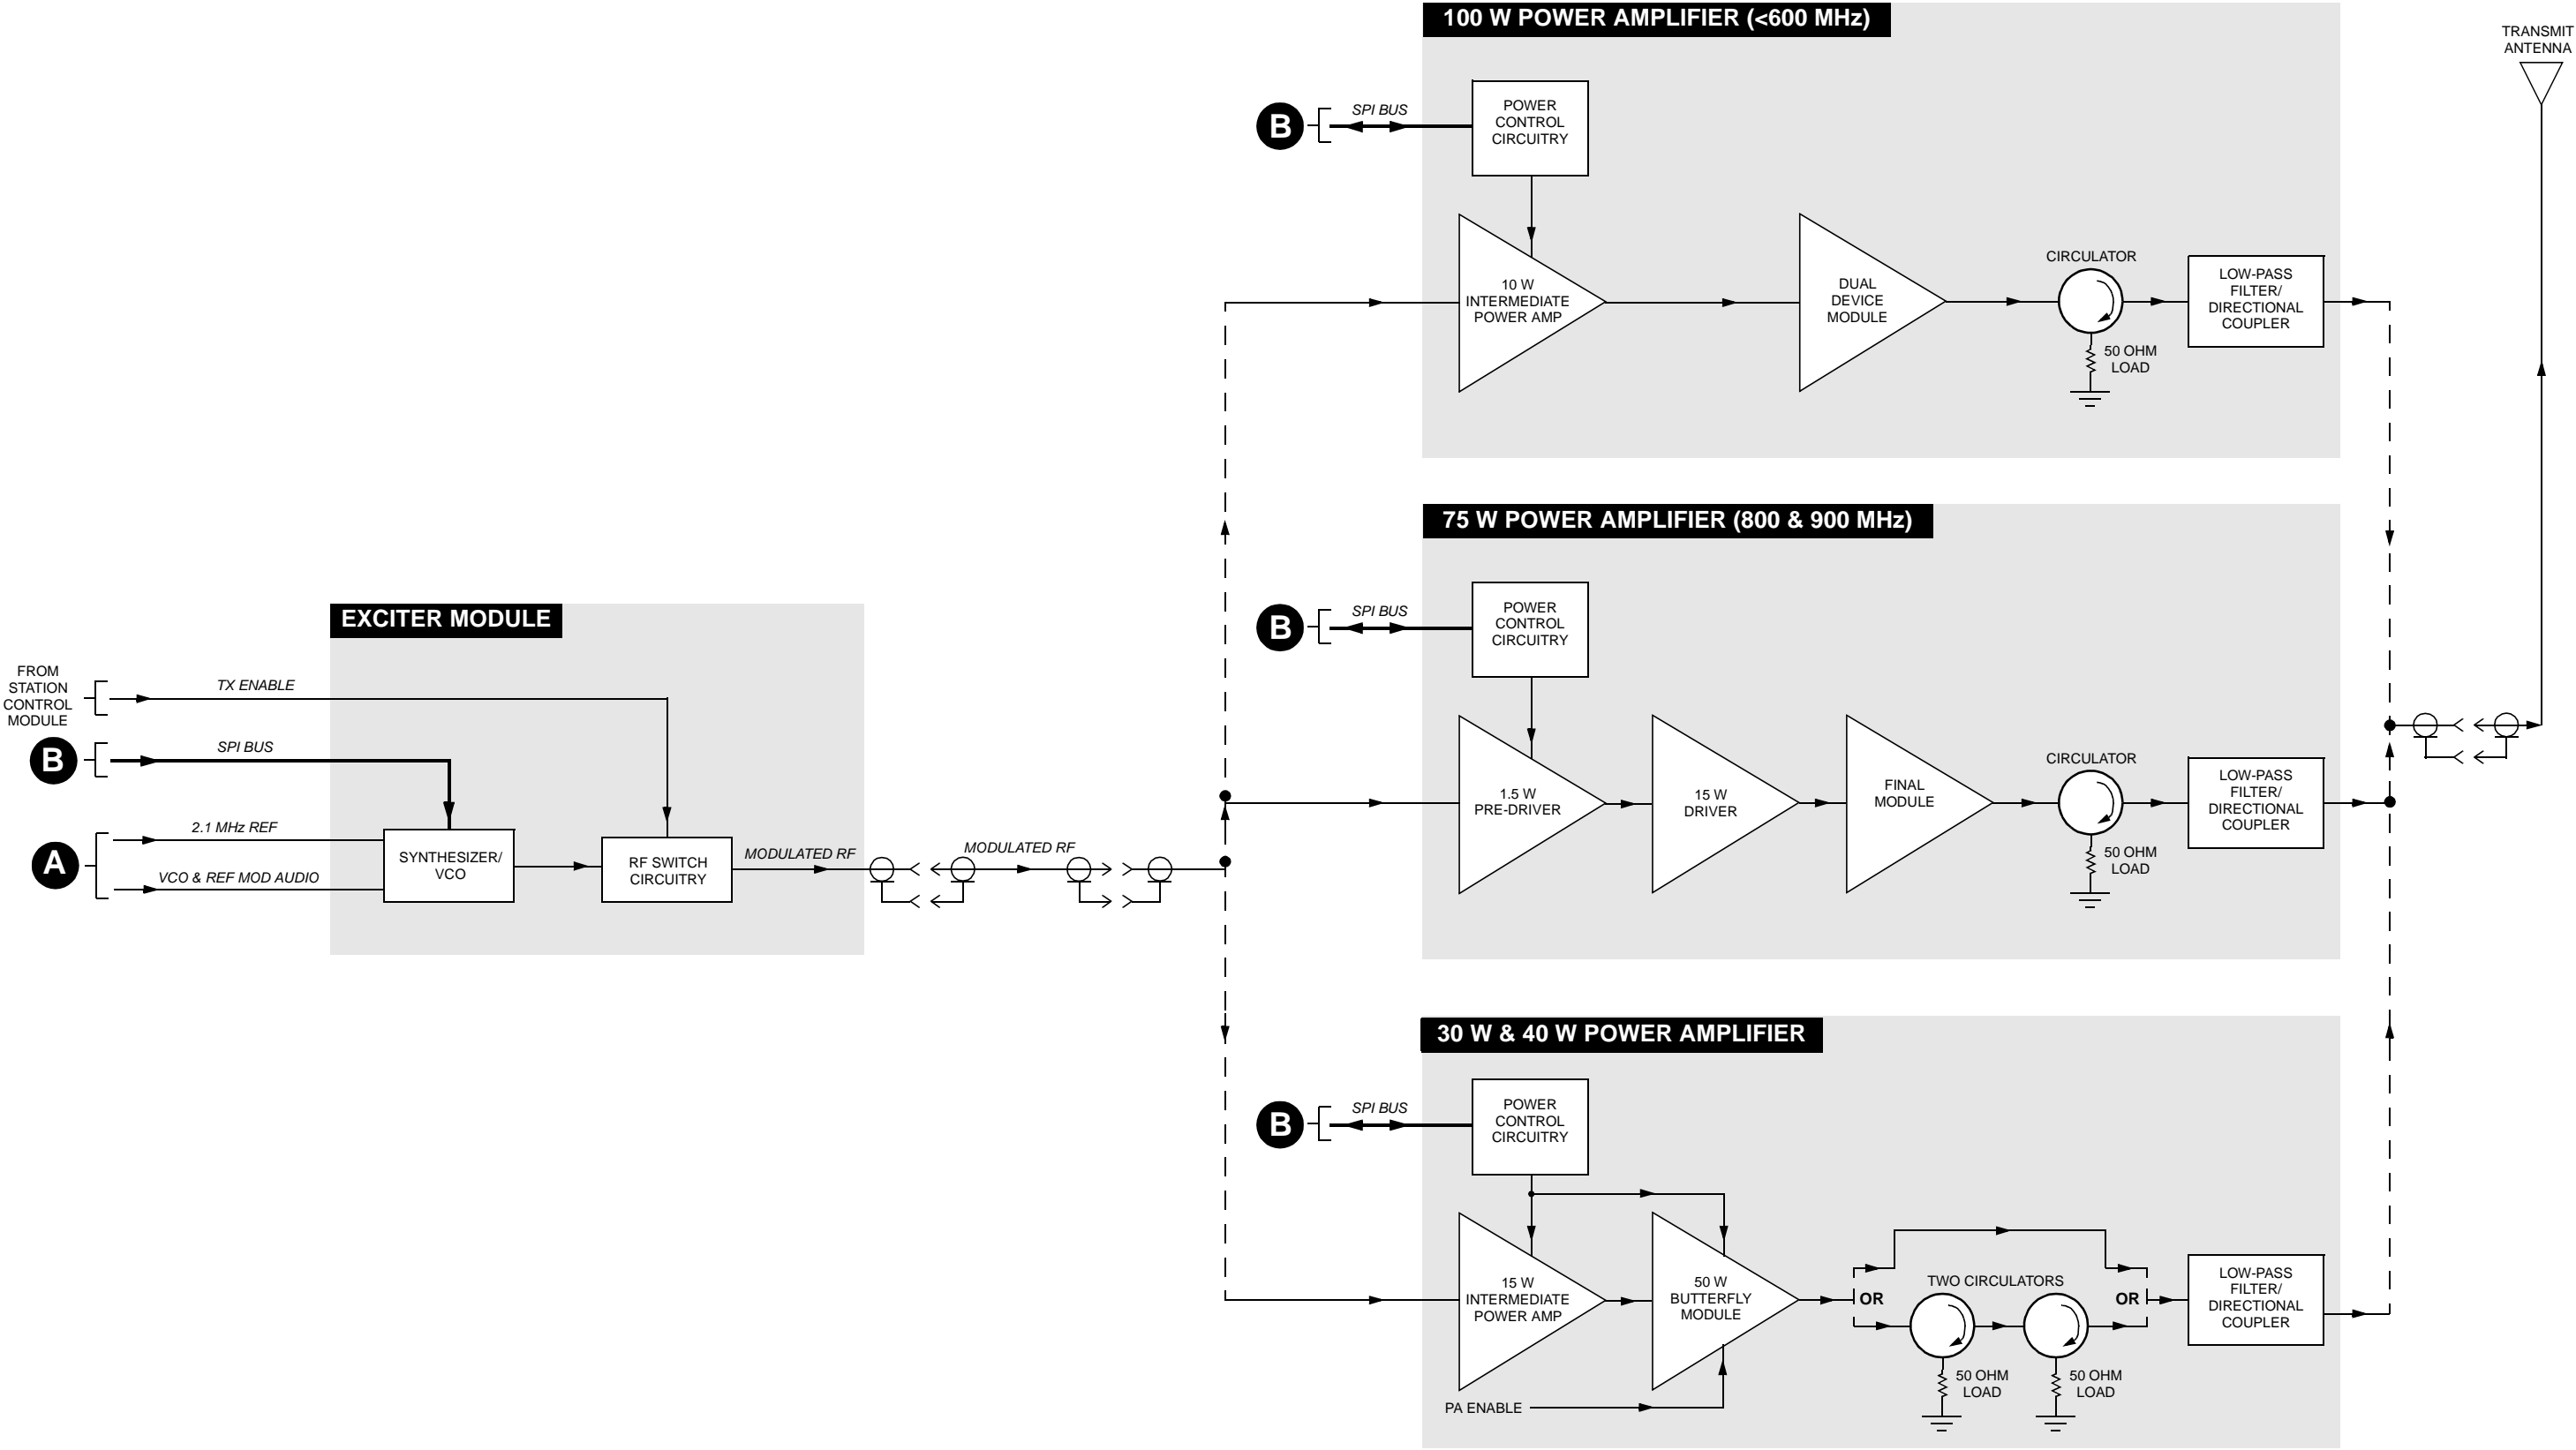 100 W POWER AMPLIFIER (<600 MHz)
TRANSMIT
ANTENNA
B
SPI BUS
POWER
CONTROL
CIRCUITRY
10 W
INTERMEDIATE
POWER AMP
DUAL
DEVICE
MODULE
CIRCULATOR
50 OHM
LOAD
LOW-PASS
FILTER/
DIRECTIONAL
COUPLER
75 W POWER AMPLIFIER (800 & 900 MHz)
B
SPI BUS
POWER
CONTROL
CIRCUITRY
1.5 W
PRE-DRIVER
15 W
DRIVER
FINAL
MODULE
CIRCULATOR
50 OHM
LOAD
LOW-PASS
FILTER/
DIRECTIONAL
COUPLER
EXCITER MODULE
FROM
STATION
CONTROL
MODULE
TX ENABLE
B
SPI BUS
A
2.1 MHz REF
VCO & REF MOD AUDIO
SYNTHESIZER/
VCO
RF SWITCH
CIRCUITRY
MODULATED RF
MODULATED RF
30 W & 40 W POWER AMPLIFIER
B
SPI BUS
POWER
CONTROL
CIRCUITRY
15 W
INTERMEDIATE
POWER AMP
50 W
BUTTERFLY
MODULE
PA ENABLE
OR
TWO CIRCULATORS
OR
50 OHM
LOAD
50 OHM
LOAD
LOW-PASS
FILTER/
DIRECTIONAL
COUPLER